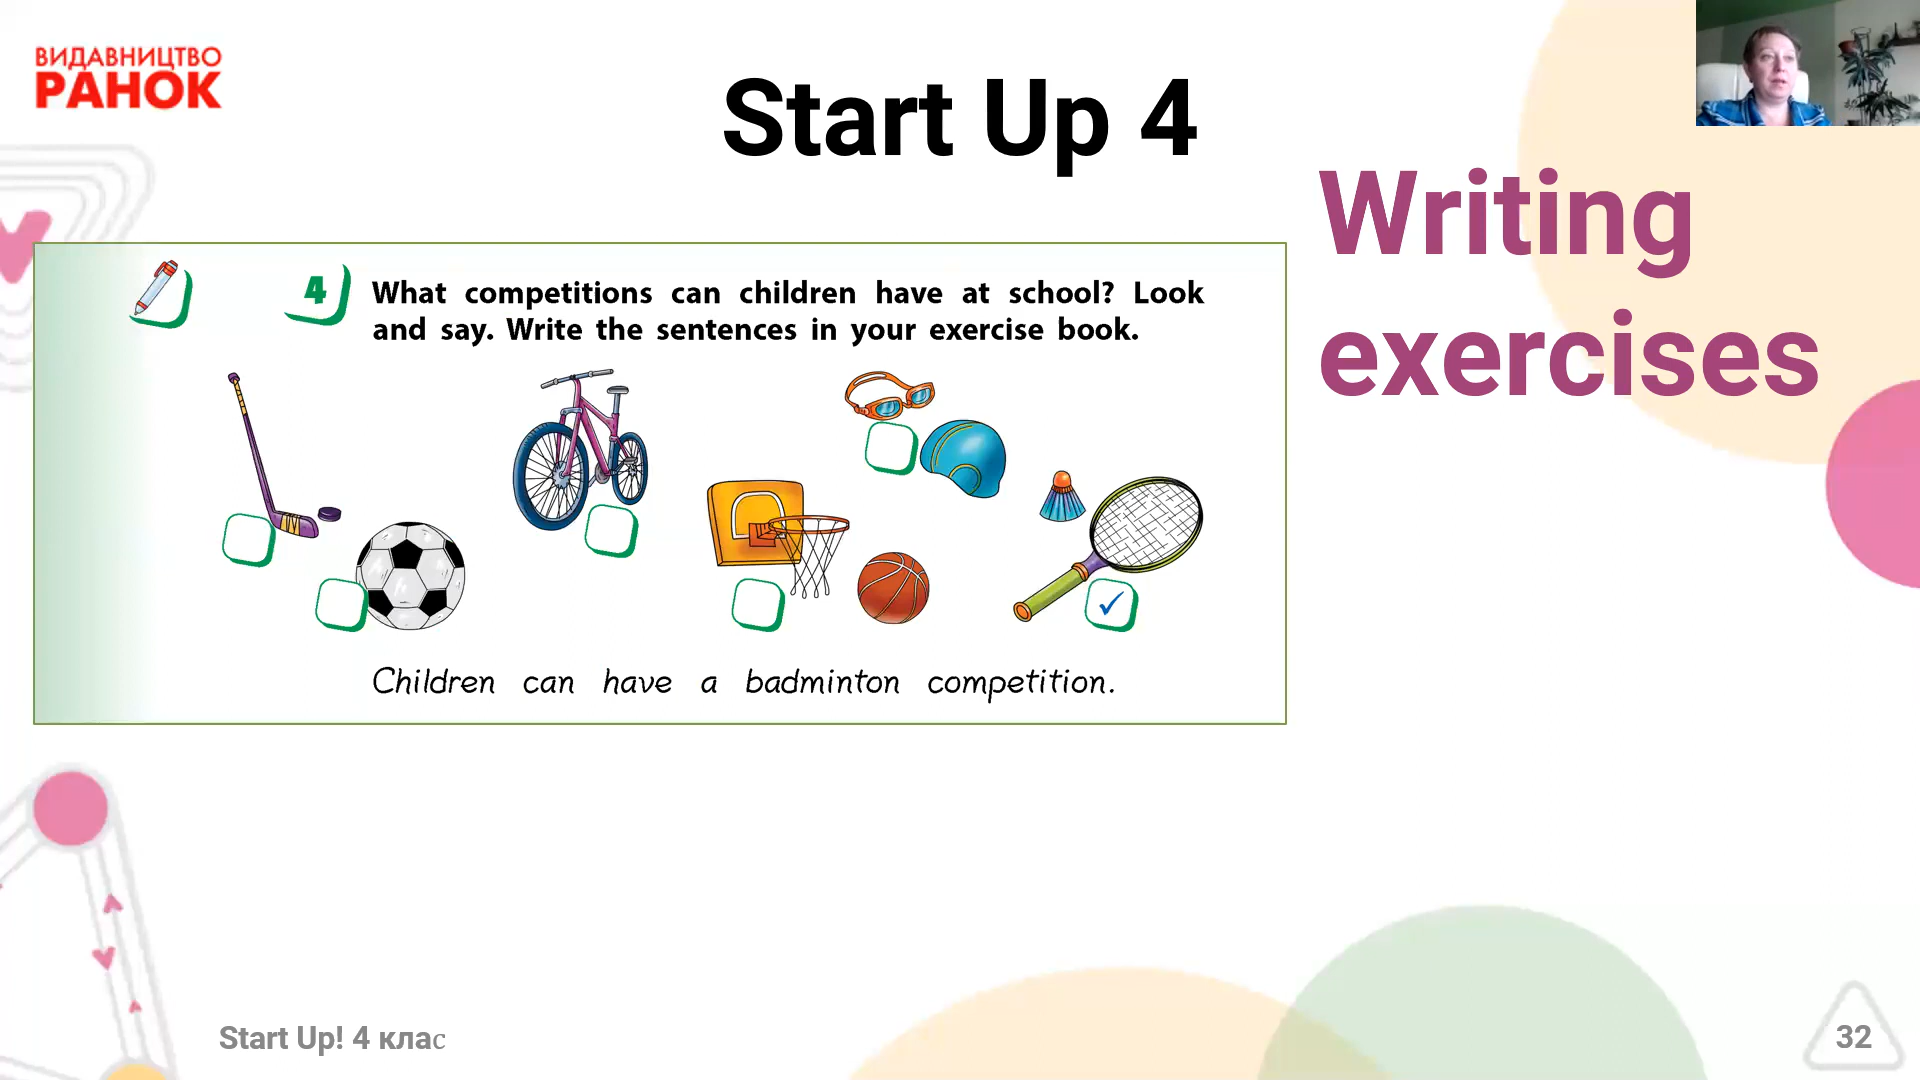 ВИДАВНИЦТВО
РАНОК
Start Up 4
Writing
exercises
4
What competitions can children have at school? Look
and say. Write the sentences in your exercise book.
Children can have a badminton competition.
Start Up! 4 клас
32